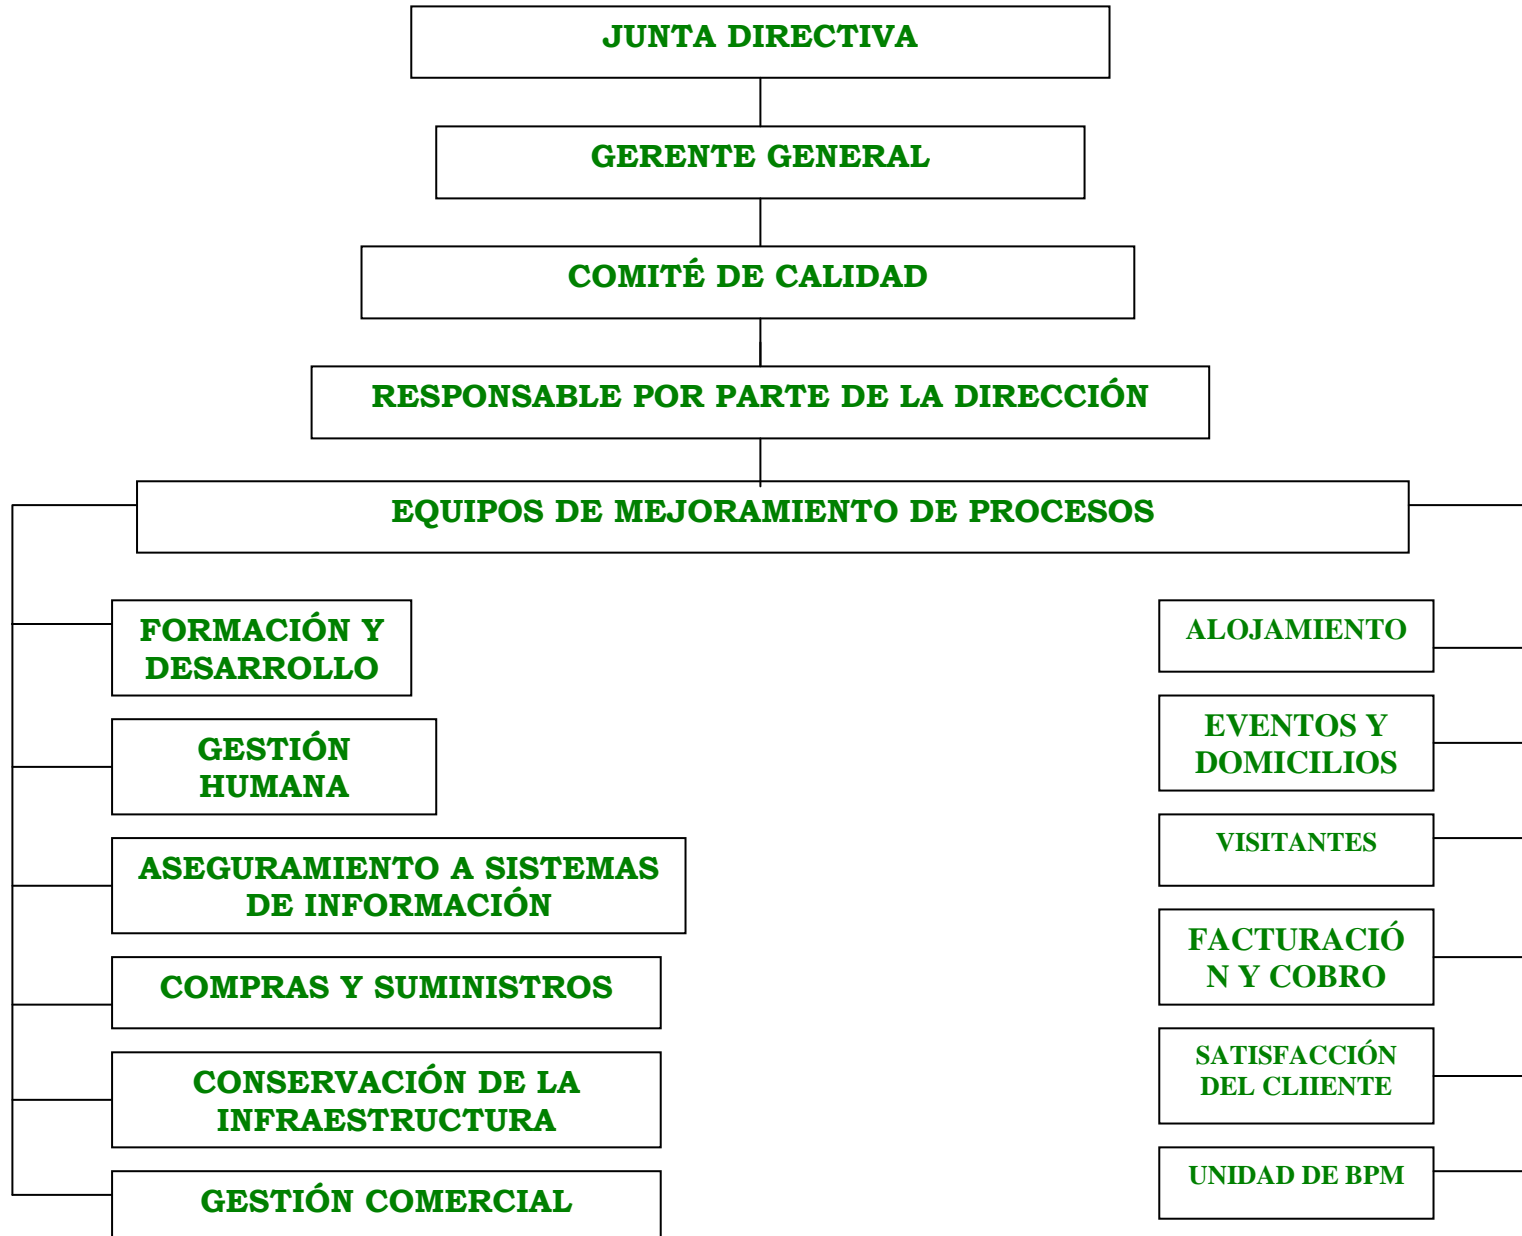 JUNTA DIRECTIVA
GERENTE GENERAL
COMITÉ DE CALIDAD
RESPONSABLE POR PARTE DE LA DIRECCIÓN
EQUIPOS DE MEJORAMIENTO DE PROCESOS
FORMACIÓN Y
DESARROLLO
GESTIÓN
HUMANA
ASEGURAMIENTO A SISTEMAS
DE INFORMACIÓN
COMPRAS Y SUMINISTROS
CONSERVACIÓN DE LA
INFRAESTRUCTURA
GESTIÓN COMERCIAL
ALOJAMIENTO
EVENTOS Y
DOMICILIOS
VISITANTES
FACTURACIÓ
N Y COBRO
SATISFACCIÓN
DEL CLIIENTE
UNIDAD DE BPM